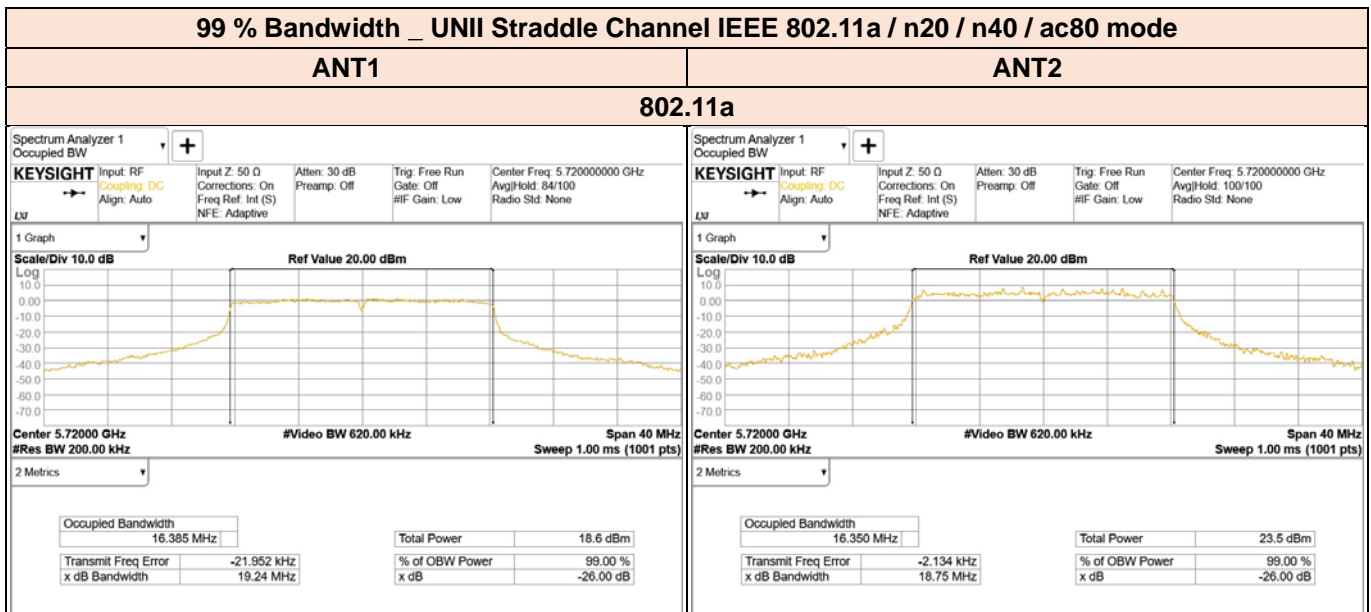 99 % Bandwidth _ UNII Straddle Channel IEEE 802.11a / n20 / n40 / ac80 mode
ANT1
ANT2
802.11a
Spectrum Analyzer 1
Occupied BW
+
KEYSIGHT
LXI
Input: RF
Coupling: DC
Align: Auto
Input Z: 50 Ω
Corrections: On
Freq Ref: Int (S)
NFE: Adaptive
Atten: 30 dB
Preamp: Off
Trig: Free Run
Gate: Off
#IF Gain: Low
Center Freq: 5.720000000 GHz
Avg|Hold: 84/100
Radio Std: None
1 Graph
Scale/Div 10.0 dB
Ref Value 20.00 dBm
Log
10.0
0.00
-10.0
-20.0
-30.0
-40.0
-50.0
-60.0
-70.0
Center 5.72000 GHz
#Video BW 620.00 kHz
Span 40 MHz
#Res BW 200.00 kHz
Sweep 1.00 ms (1001 pts)
2 Metrics
Occupied Bandwidth
16.385 MHz
Total Power 18.6 dBm
Transmit Freq Error -21.952 kHz
% of OBW Power 99.00 %
x dB Bandwidth 19.24 MHz
x dB -26.00 dB
Spectrum Analyzer 1
Occupied BW
+
KEYSIGHT
LXI
Input: RF
Coupling: DC
Align: Auto
Input Z: 50 Ω
Corrections: On
Freq Ref: Int (S)
NFE: Adaptive
Atten: 30 dB
Preamp: Off
Trig: Free Run
Gate: Off
#IF Gain: Low
Center Freq: 5.720000000 GHz
Avg|Hold: 100/100
Radio Std: None
1 Graph
Scale/Div 10.0 dB
Ref Value 20.00 dBm
Log
10.0
0.00
-10.0
-20.0
-30.0
-40.0
-50.0
-60.0
-70.0
Center 5.72000 GHz
#Video BW 620.00 kHz
Span 40 MHz
#Res BW 200.00 kHz
Sweep 1.00 ms (1001 pts)
2 Metrics
Occupied Bandwidth
16.350 MHz
Total Power 23.5 dBm
Transmit Freq Error -2.134 kHz
% of OBW Power 99.00 %
x dB Bandwidth 18.75 MHz
x dB -26.00 dB